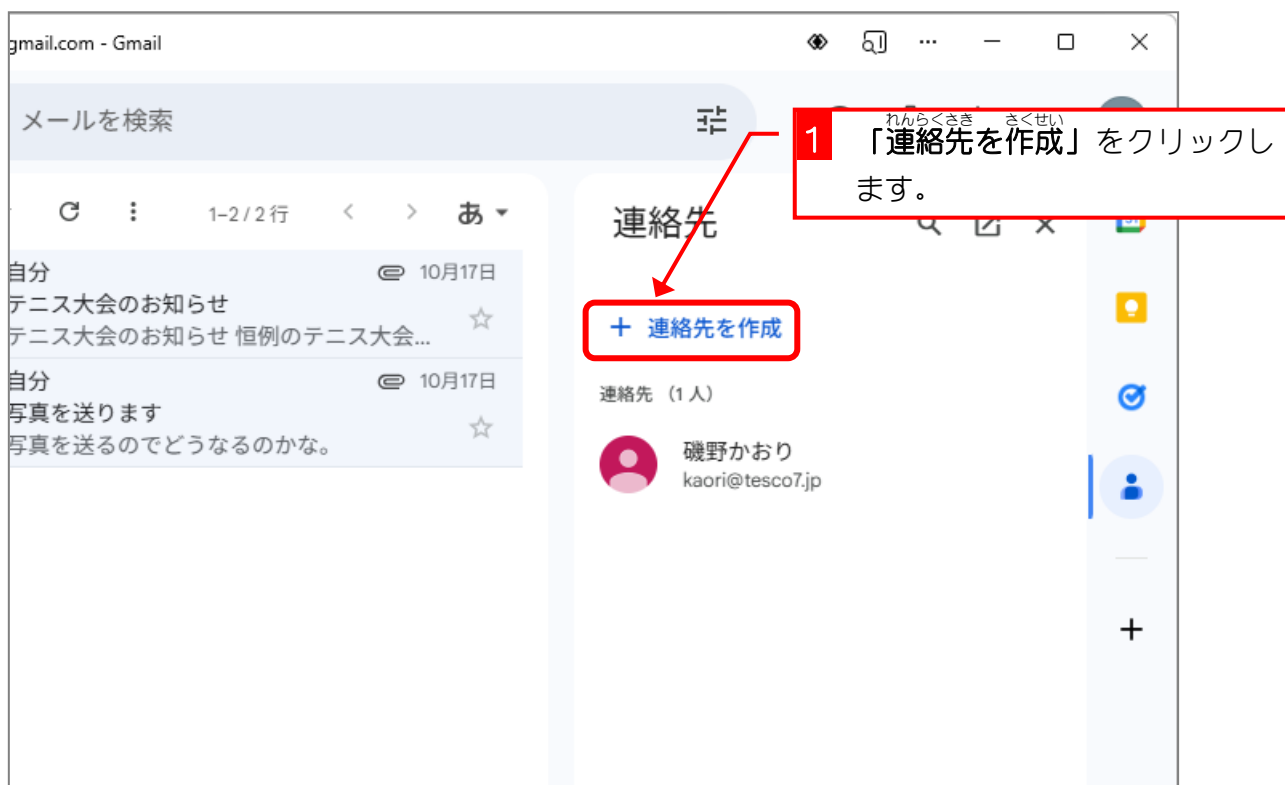 gmail.com - Gmail
メールを検索
1
れんらくさき さくせい
「連絡先を作成」をクリックし
ます。
1–2 / 2 行
あ
自分
10月17日
テニス大会のお知らせ
テニス大会のお知らせ 恒例のテニス大会...
自分
10月17日
写真を送ります
写真を送るのでどうなるのかな。
連絡先
+ 連絡先を作成
連絡先 （1 人）
磯野かおり
kaori@tesco7.jp